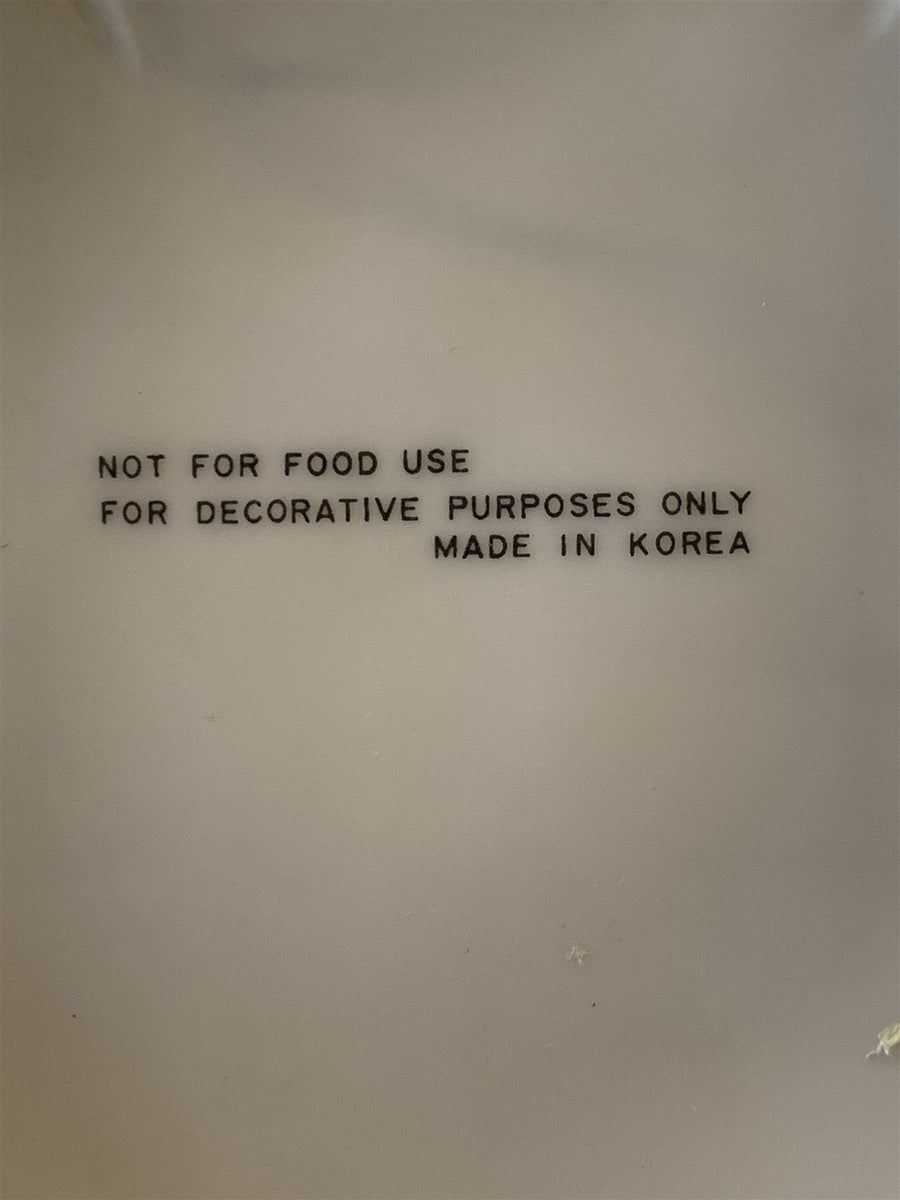 NOT FOR FOOD USE
FOR DECORATIVE PURPOSES ONLY
MADE IN KOREA